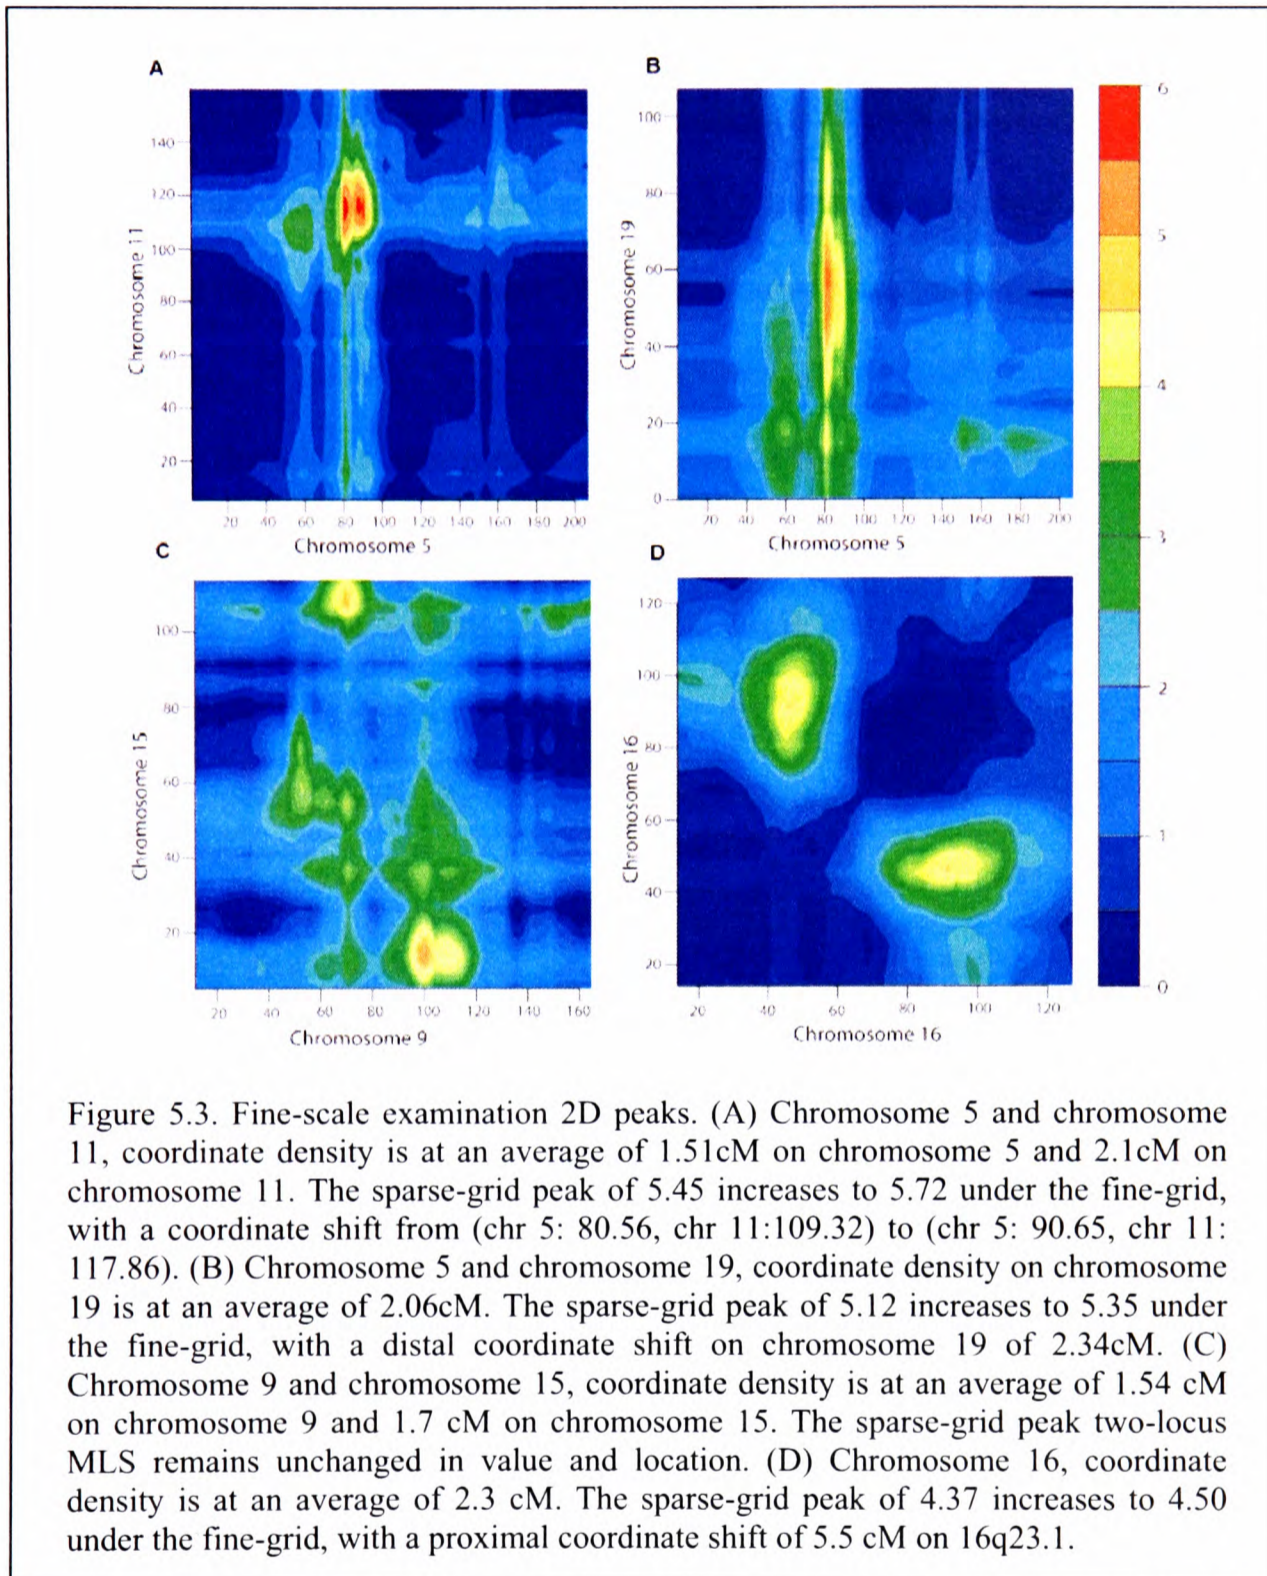 A
B
140
120
100
80
60
40
20
Chromosome 11
20 40 60 80 100 120 140 160 180 200
Chromosome 5
100
80
60
40
20
0
Chromosome 19
20 40 60 80 100 120 140 160 180 200
Chromosome 5
6
5
4
3
2
1
0
C
D
100
80
60
40
20
Chromosome 15
20 40 60 80 100 120 140 160
Chromosome 9
120
100
80
60
40
20
Chromosome 16
20 40 60 80 100 120
Chromosome 16
Figure 5.3. Fine-scale examination 2D peaks. (A) Chromosome 5 and chromosome
11, coordinate density is at an average of 1.51cM on chromosome 5 and 2.1cM on
chromosome 11. The sparse-grid peak of 5.45 increases to 5.72 under the fine-grid,
with a coordinate shift from (chr 5: 80.56, chr 11:109.32) to (chr 5: 90.65, chr 11:
117.86). (B) Chromosome 5 and chromosome 19, coordinate density on chromosome
19 is at an average of 2.06cM. The sparse-grid peak of 5.12 increases to 5.35 under
the fine-grid, with a distal coordinate shift on chromosome 19 of 2.34cM. (C)
Chromosome 9 and chromosome 15, coordinate density is at an average of 1.54 cM
on chromosome 9 and 1.7 cM on chromosome 15. The sparse-grid peak two-locus
MLS remains unchanged in value and location. (D) Chromosome 16, coordinate
density is at an average of 2.3 cM. The sparse-grid peak of 4.37 increases to 4.50
under the fine-grid, with a proximal coordinate shift of 5.5 cM on 16q23.1.